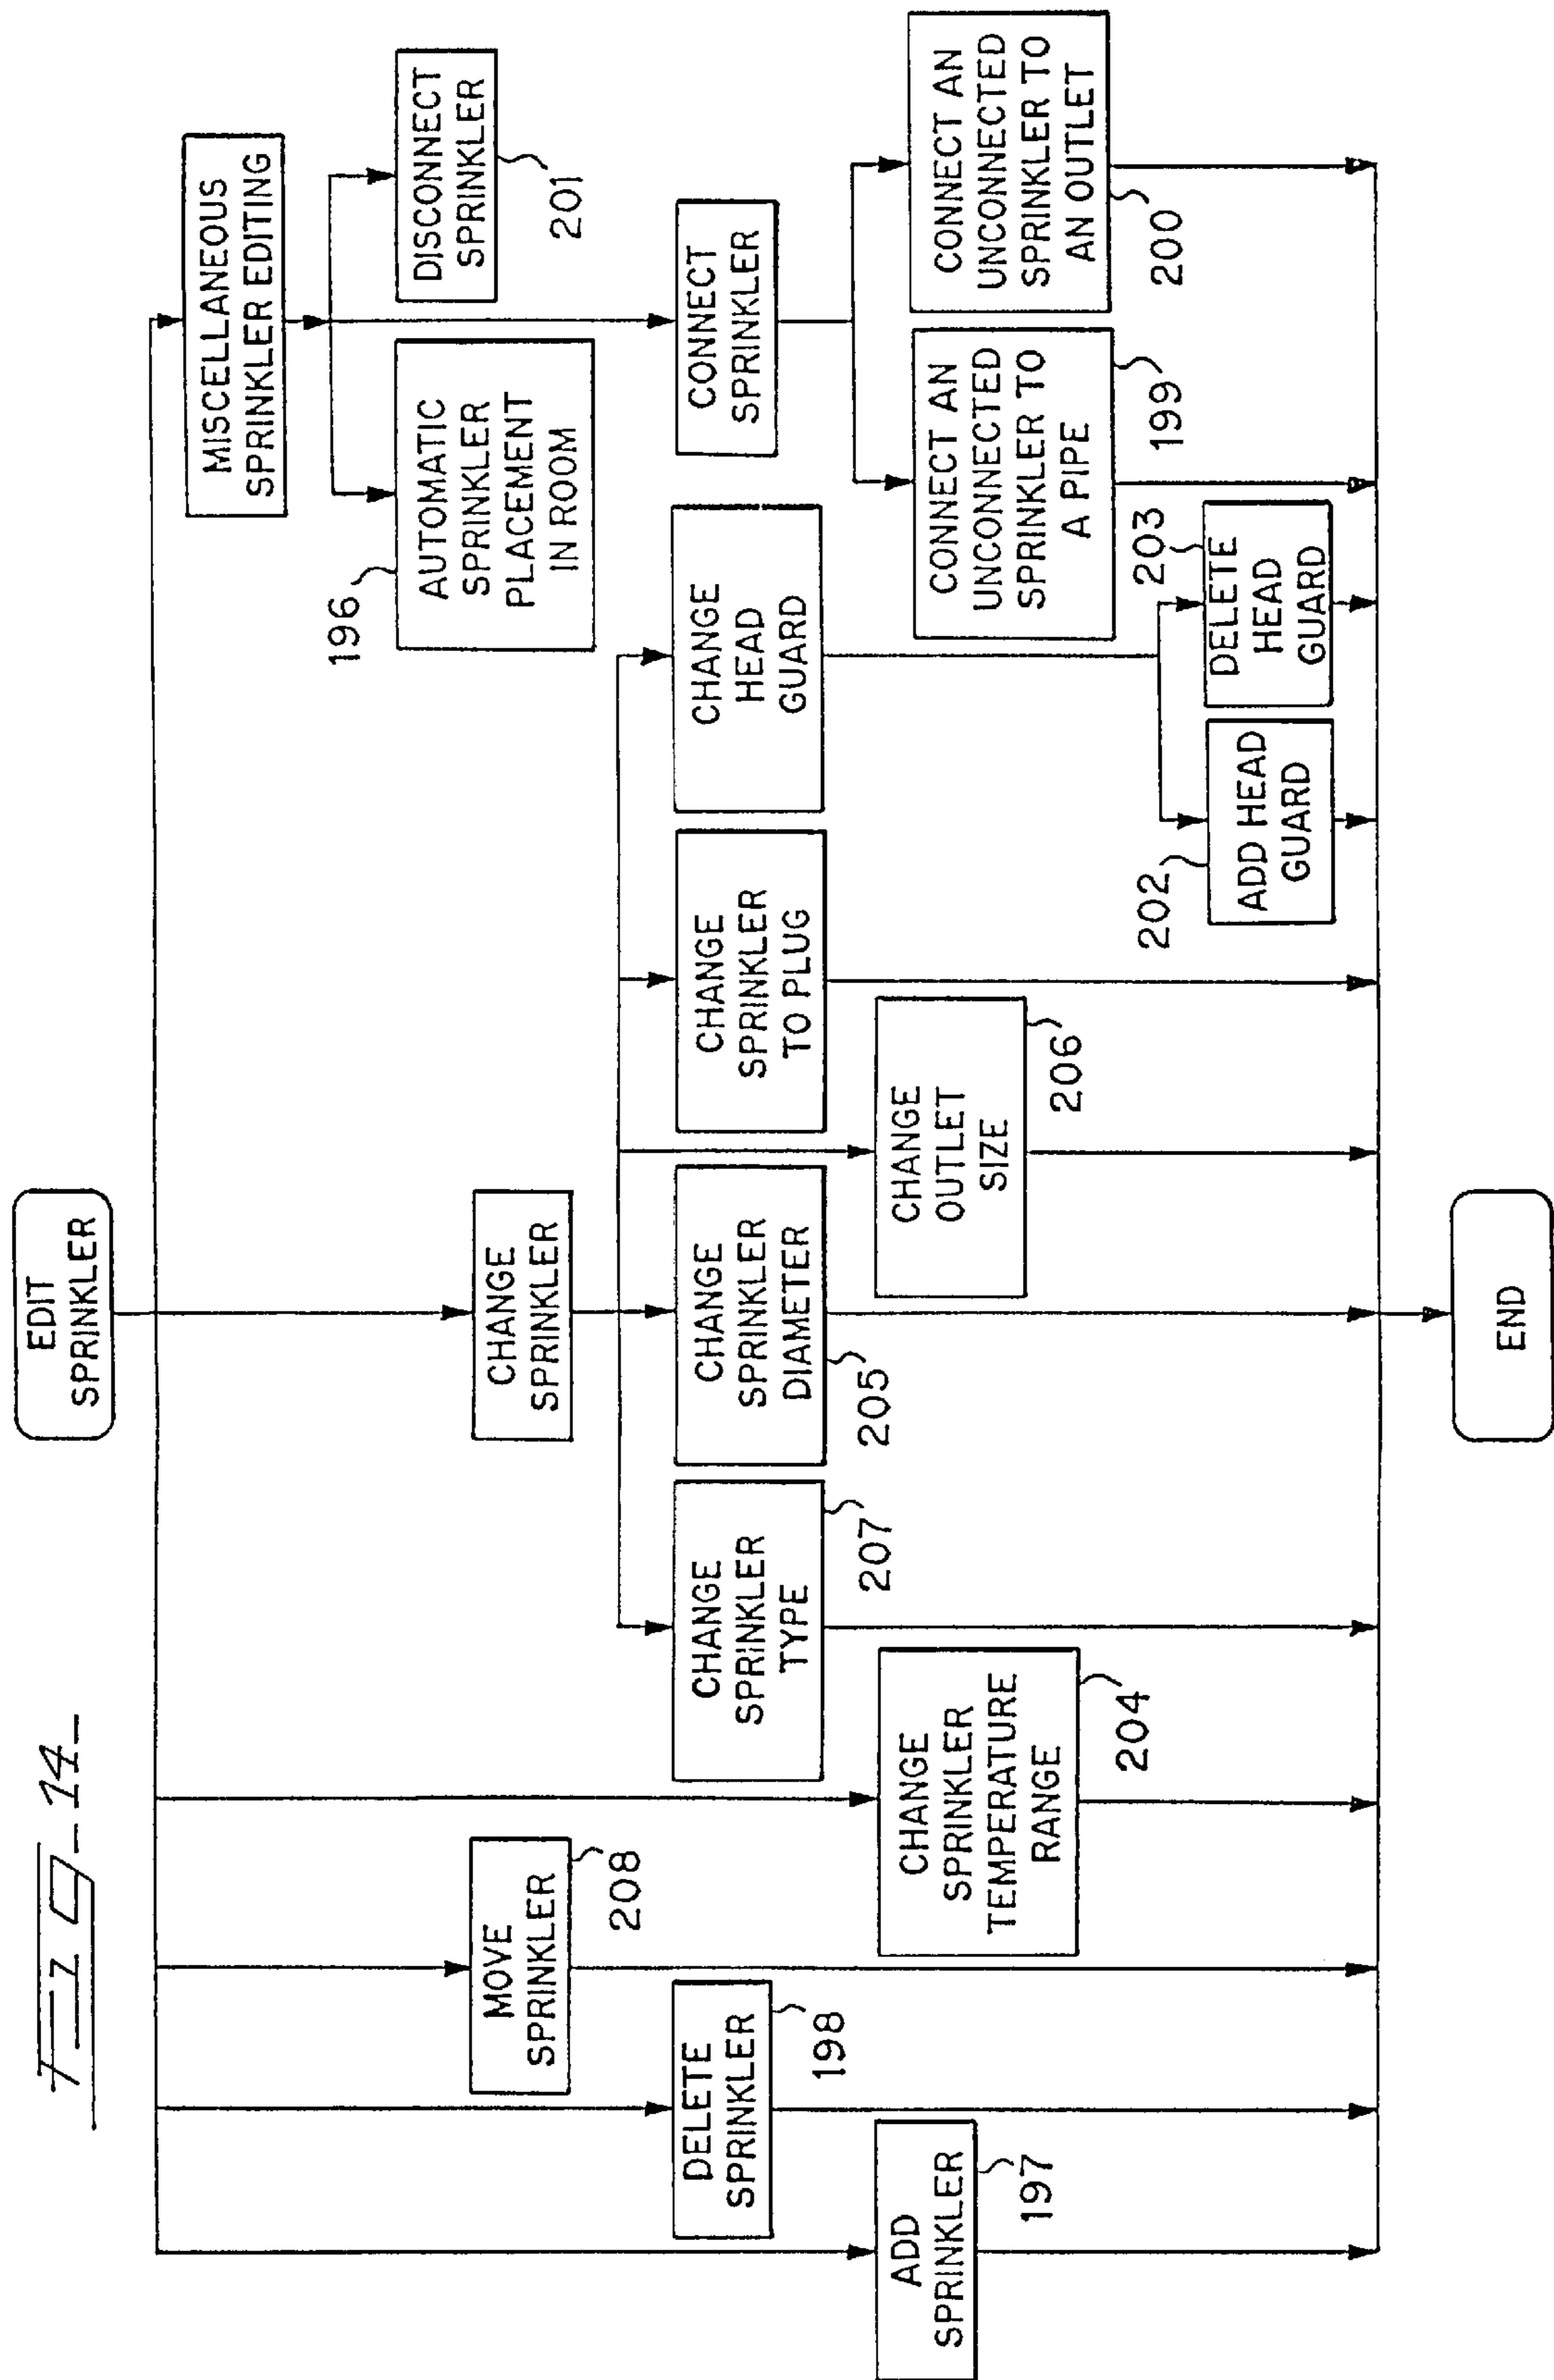 FIG-14-
EDIT
SPRINKLER
MISCELLANEOUS
SPRINKLER EDITING
196
AUTOMATIC
SPRINKLER
PLACEMENT
IN ROOM
DISCONNECT
SPRINKLER
201
MOVE
SPRINKLER
208
CHANGE
SPRINKLER
DELETE
SPRINKLER
198
CHANGE
SPRINKLER
TYPE
207
CHANGE
SPRINKLER
DIAMETER
205
CHANGE
SPRINKLER
TO PLUG
CHANGE
HEAD
GUARD
CONNECT
SPRINKLER
ADD
SPRINKLER
197
CHANGE
SPRINKLER
TEMPERATURE
RANGE
204
CHANGE
OUTLET
SIZE
206
CONNECT AN
UNCONNECTED
SPRINKLER TO
A PIPE
199
CONNECT AN
UNCONNECTED
SPRINKLER TO
AN OUTLET
200
202
ADD HEAD
GUARD
203
DELETE
HEAD
GUARD
END